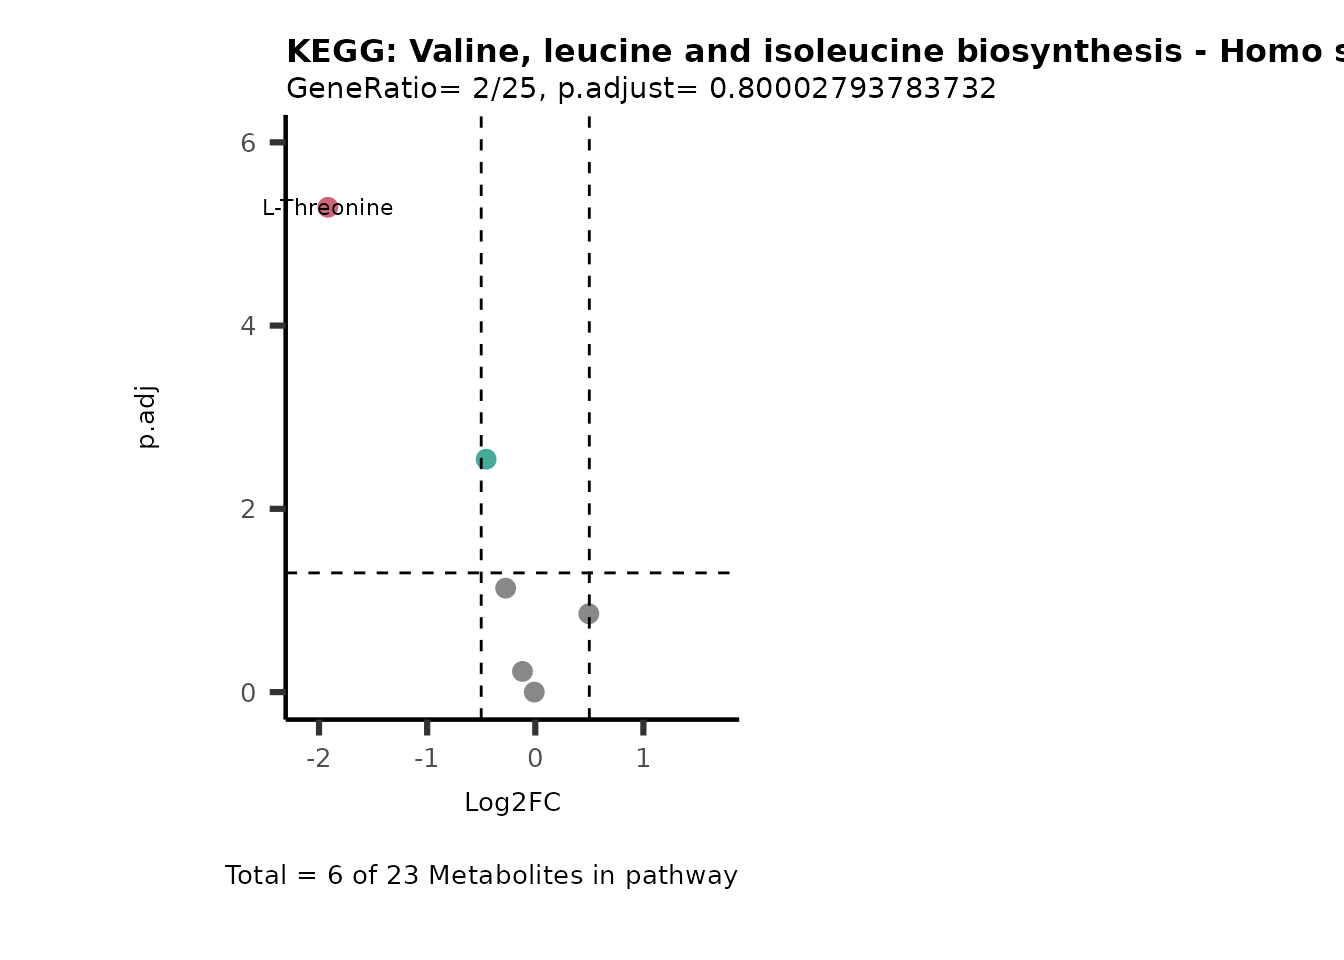 KEGG: Valine, leucine and isoleucine biosynthesis - Homo s
GeneRatio= 2/25, p.adjust= 0.80002793783732
6
L-Threonine
4
p.adj
2
0
-2 -1 0 1
Log2FC
Total = 6 of 23 Metabolites in pathway